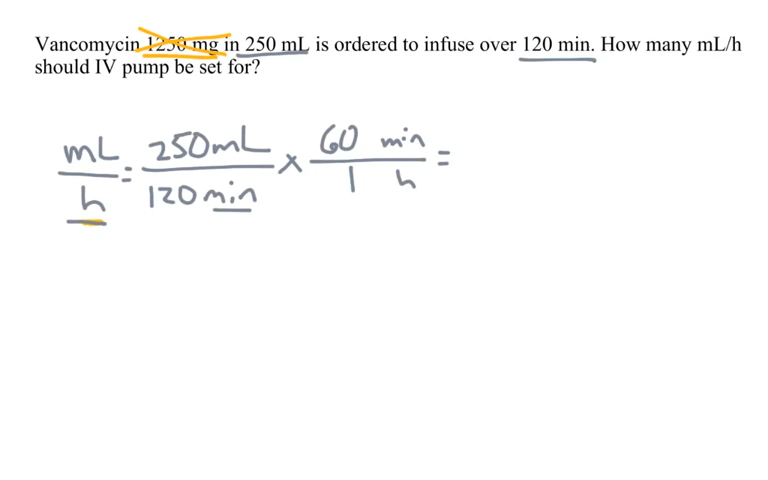 Vancomycin 1250 mg in 250 mL is ordered to infuse over 120 min. How many mL/h
should IV pump be set for?
mL/h = 250mL/120 min × 60 min/1 h =